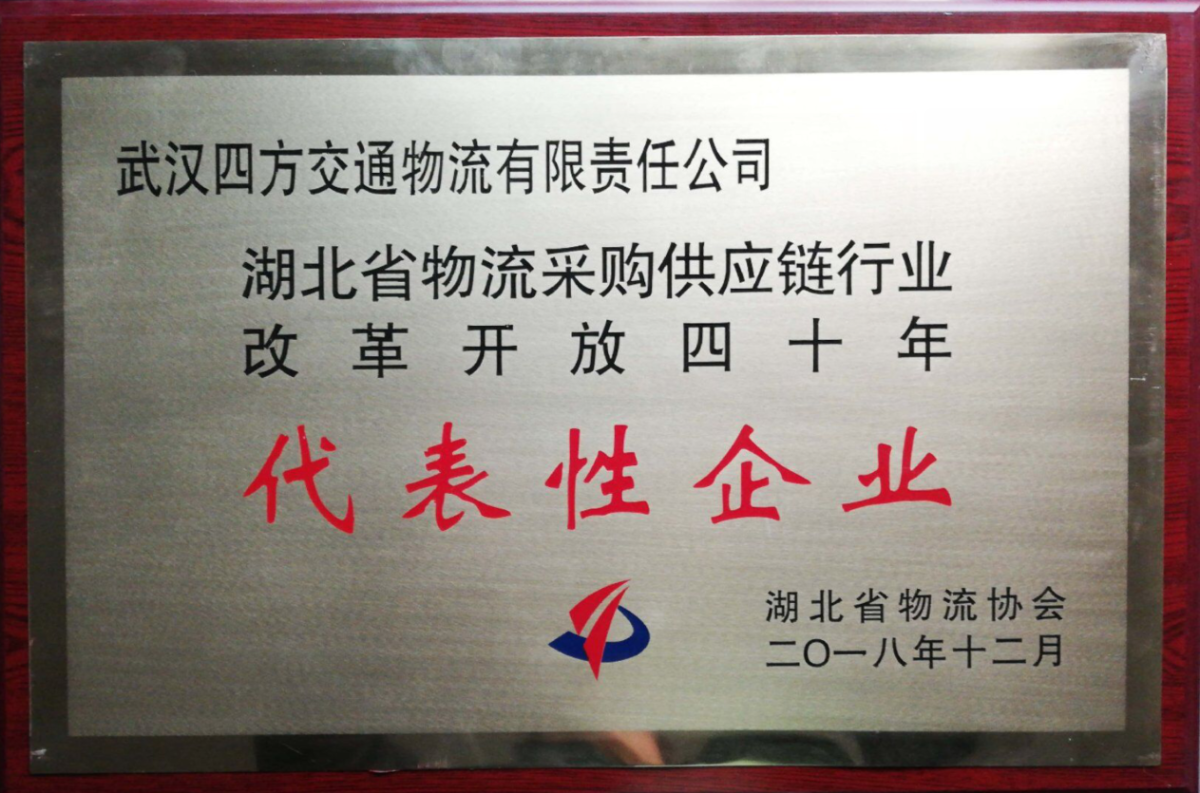 武汉四方交通物流有限责任公司
湖北省物流采购供应链行业
改革开放四十年
代表性企业
湖北省物流协会
二〇一八年十二月